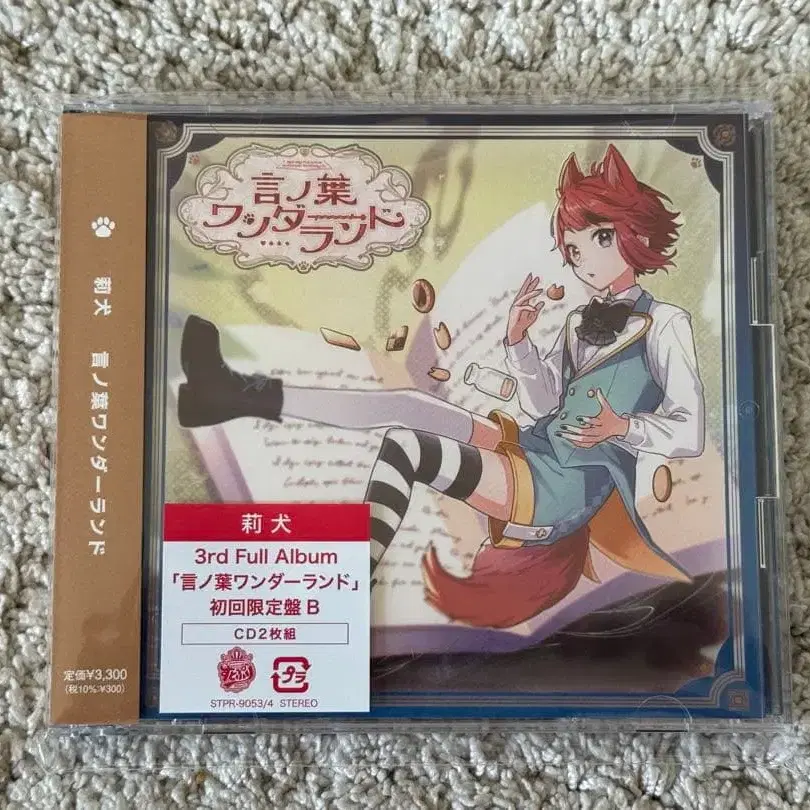 言ノ葉
ワンダーランド
莉犬 言ノ葉ワンダーランド
定価¥3,300
(税10%:¥300)
莉犬
3rd Full Album
「言ノ葉ワンダーランド」
初回限定盤 B
CD2枚組
プラ
STPR-9053/4 STEREO